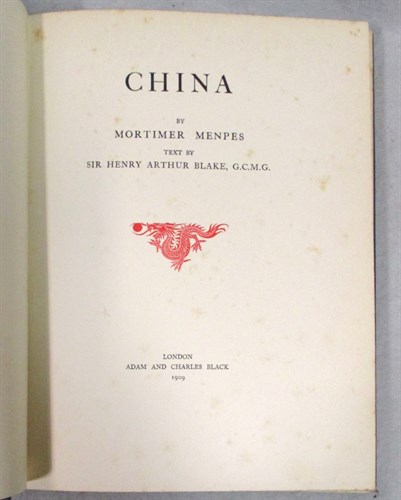 CHINA
BY
MORTIMER MENPES
TEXT BY
SIR HENRY ARTHUR BLAKE, G.C.M.G.
LONDON
ADAM AND CHARLES BLACK
1909